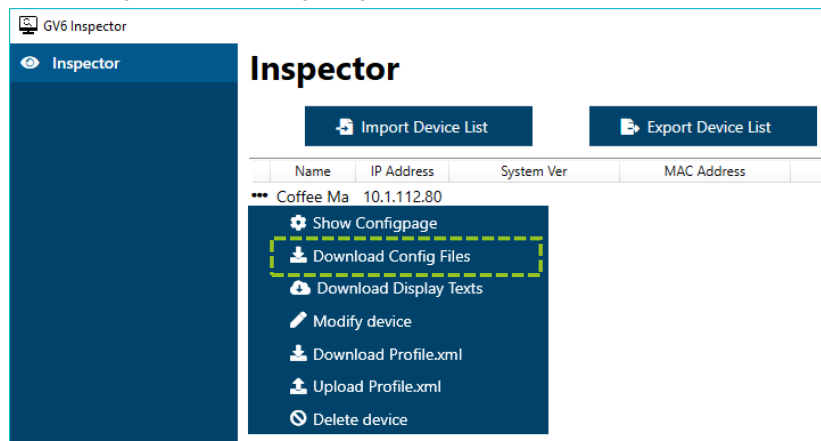 GV6 Inspector
Inspector
Inspector
Import Device List
Export Device List
Name IP Address System Ver MAC Address
••• Coffee Ma 10.1.112.80
Show Configpage
Download Config Files
Download Display Texts
Modify device
Download Profile.xml
Upload Profile.xml
Delete device